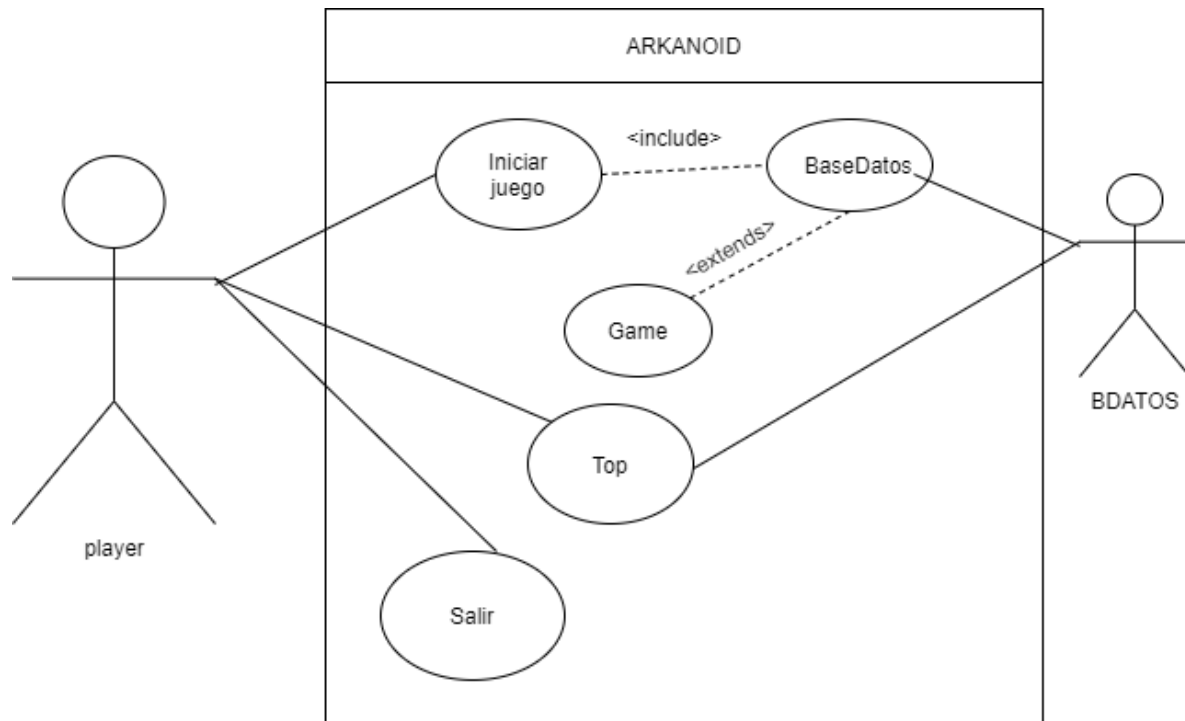 ARKANOID
<include>
Iniciar
juego
BaseDatos
<extends>
Game
BDATOS
Top
player
Salir